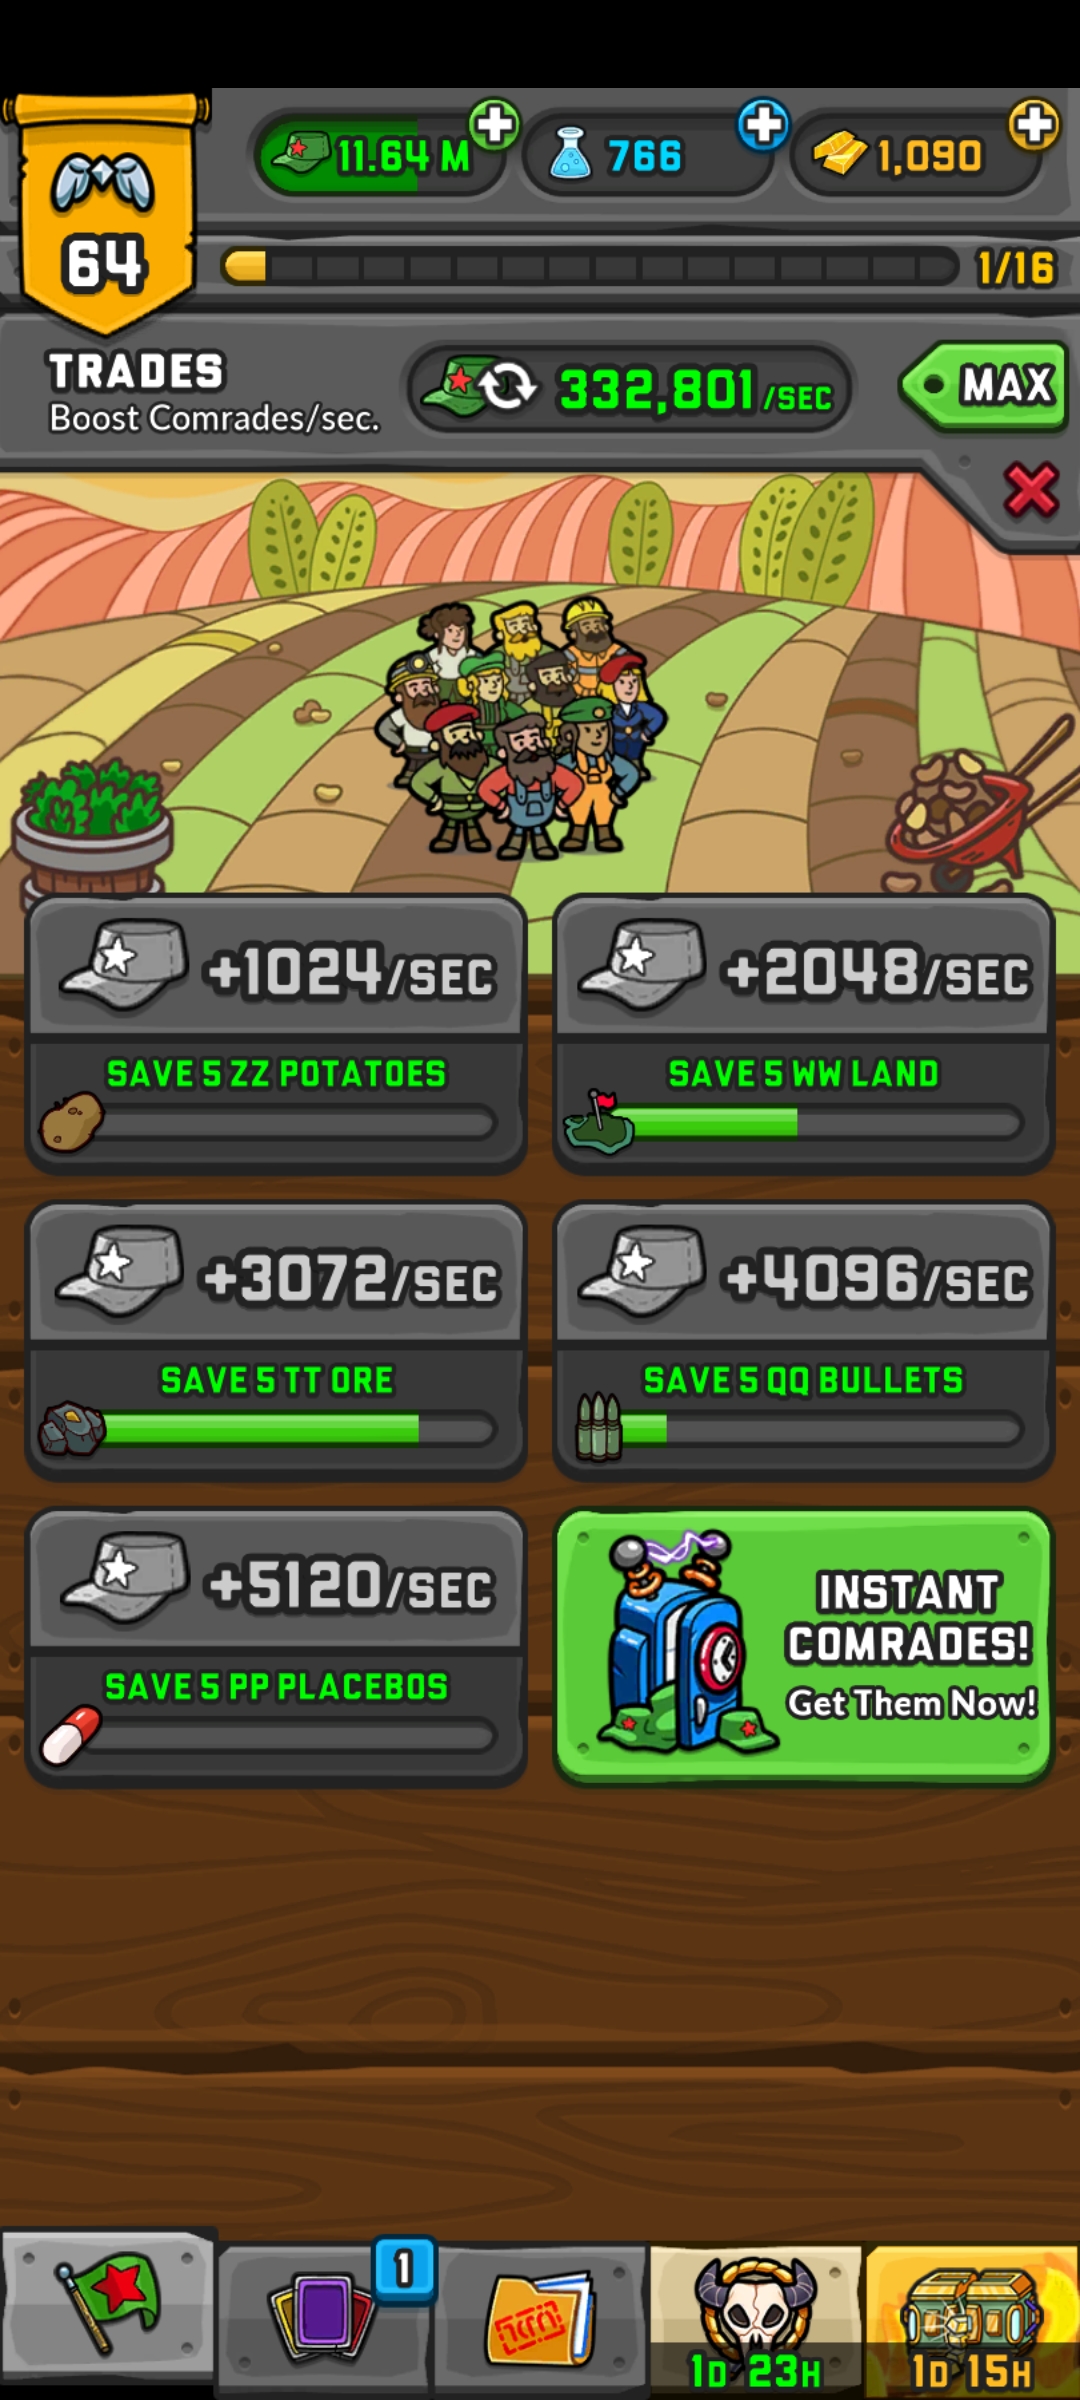 64
11.64 M
766
1,090
1/16
TRADES
Boost Comrades/sec.
332,801 /SEC
MAX
+1024/SEC
SAVE 5 ZZ POTATOES
+2048/SEC
SAVE 5 WW LAND
+3072/SEC
SAVE 5 TT ORE
+4096/SEC
SAVE 5 QQ BULLETS
+5120/SEC
SAVE 5 PP PLACEBOS
INSTANT
COMRADES!
Get Them Now!
1
1D 23H
1D 15H